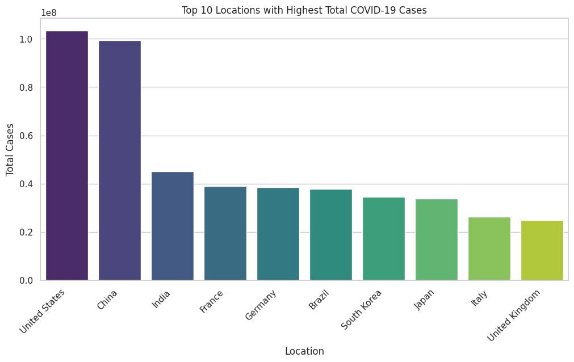 Top 10 Locations with Highest Total COVID-19 Cases
1e8
1.0
0.8
0.6
0.4
0.2
0.0
Total Cases
United States
China
India
France
Germany
Brazil
South Korea
Japan
Italy
United Kingdom
Location